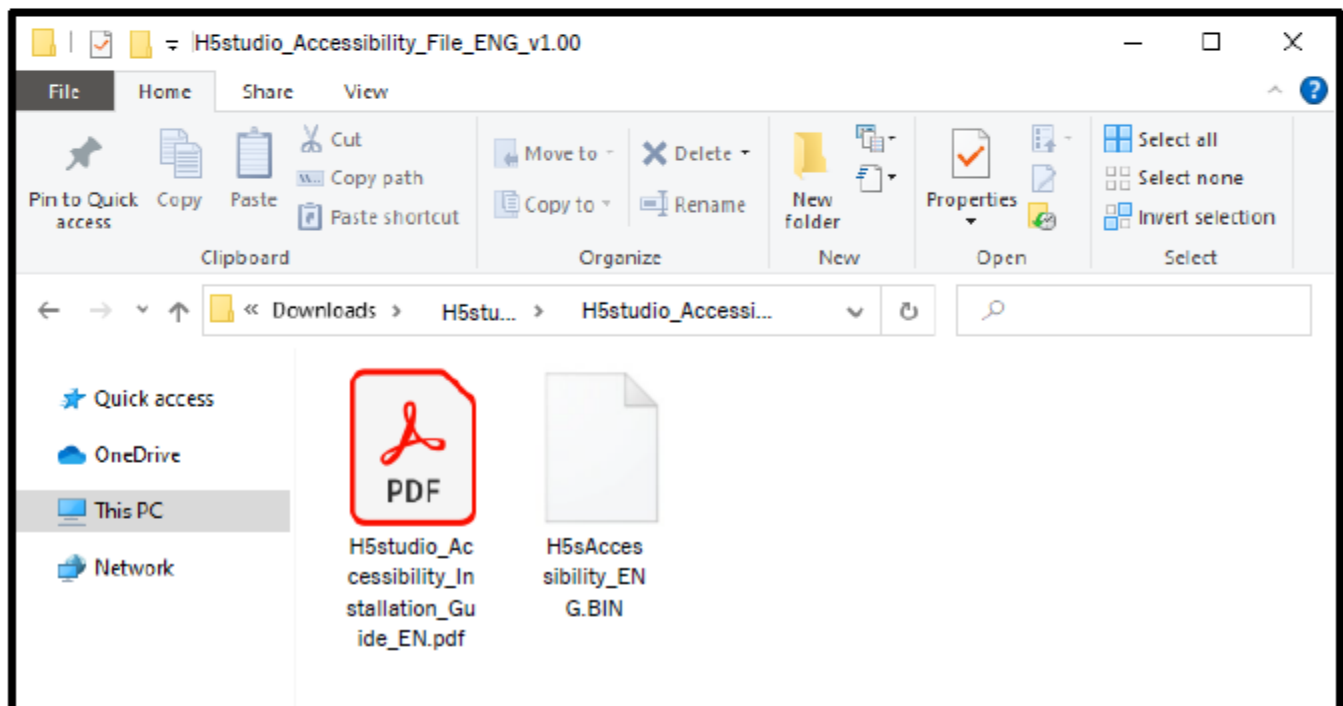 H5studio_Accessibility_File_ENG_v1.00
File Home Share View
Pin to Quick
access
Copy
Paste
Cut
Copy path
Paste shortcut
Clipboard
Move to
Copy to
Delete
Rename
Organize
New
folder
New
Properties
Open
Select all
Select none
Invert selection
Select
« Downloads > H5stu... > H5studio_Accessi...
Quick access
OneDrive
This PC
Network
PDF
H5studio_Ac
cessibility_In
stallation_Gu
ide_EN.pdf
H5sAcces
sibility_EN
G.BIN